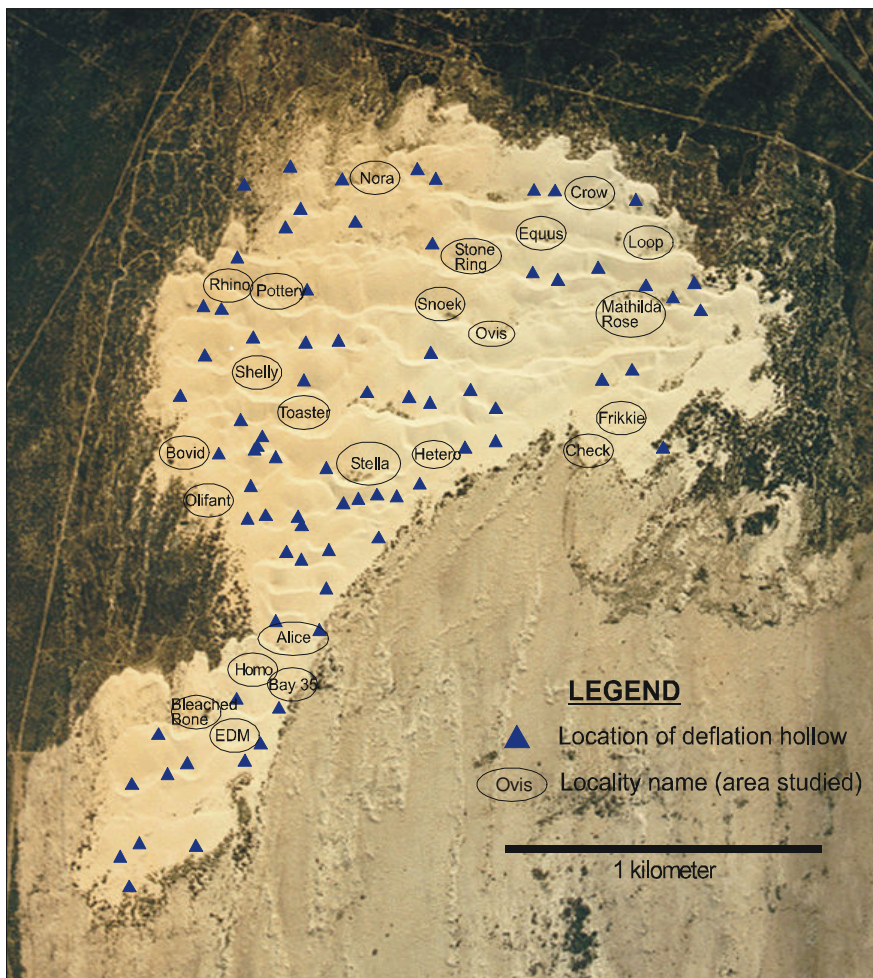 Nora
Crow
Equus
Loop
Stone
Ring
Rhino
Pottery
Snoek
Mathilda
Rose
Ovis
Shelly
Toaster
Frikkie
Bovid
Stella
Hetero
Check
Olifant
Alice
Homo
Bay 35
Bleached
Bone
EDM
LEGEND
Location of deflation hollow
Ovis
Locality name (area studied)
1 kilometer